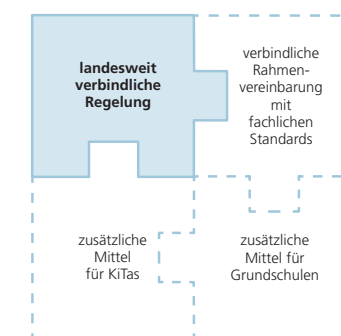 landesweit
verbindliche
Regelung
verbindliche
Rahmen-
vereinbarung
mit
fachlichen
Standards
zusätzliche
Mittel
für KiTas
zusätzliche
Mittel für
Grundschulen